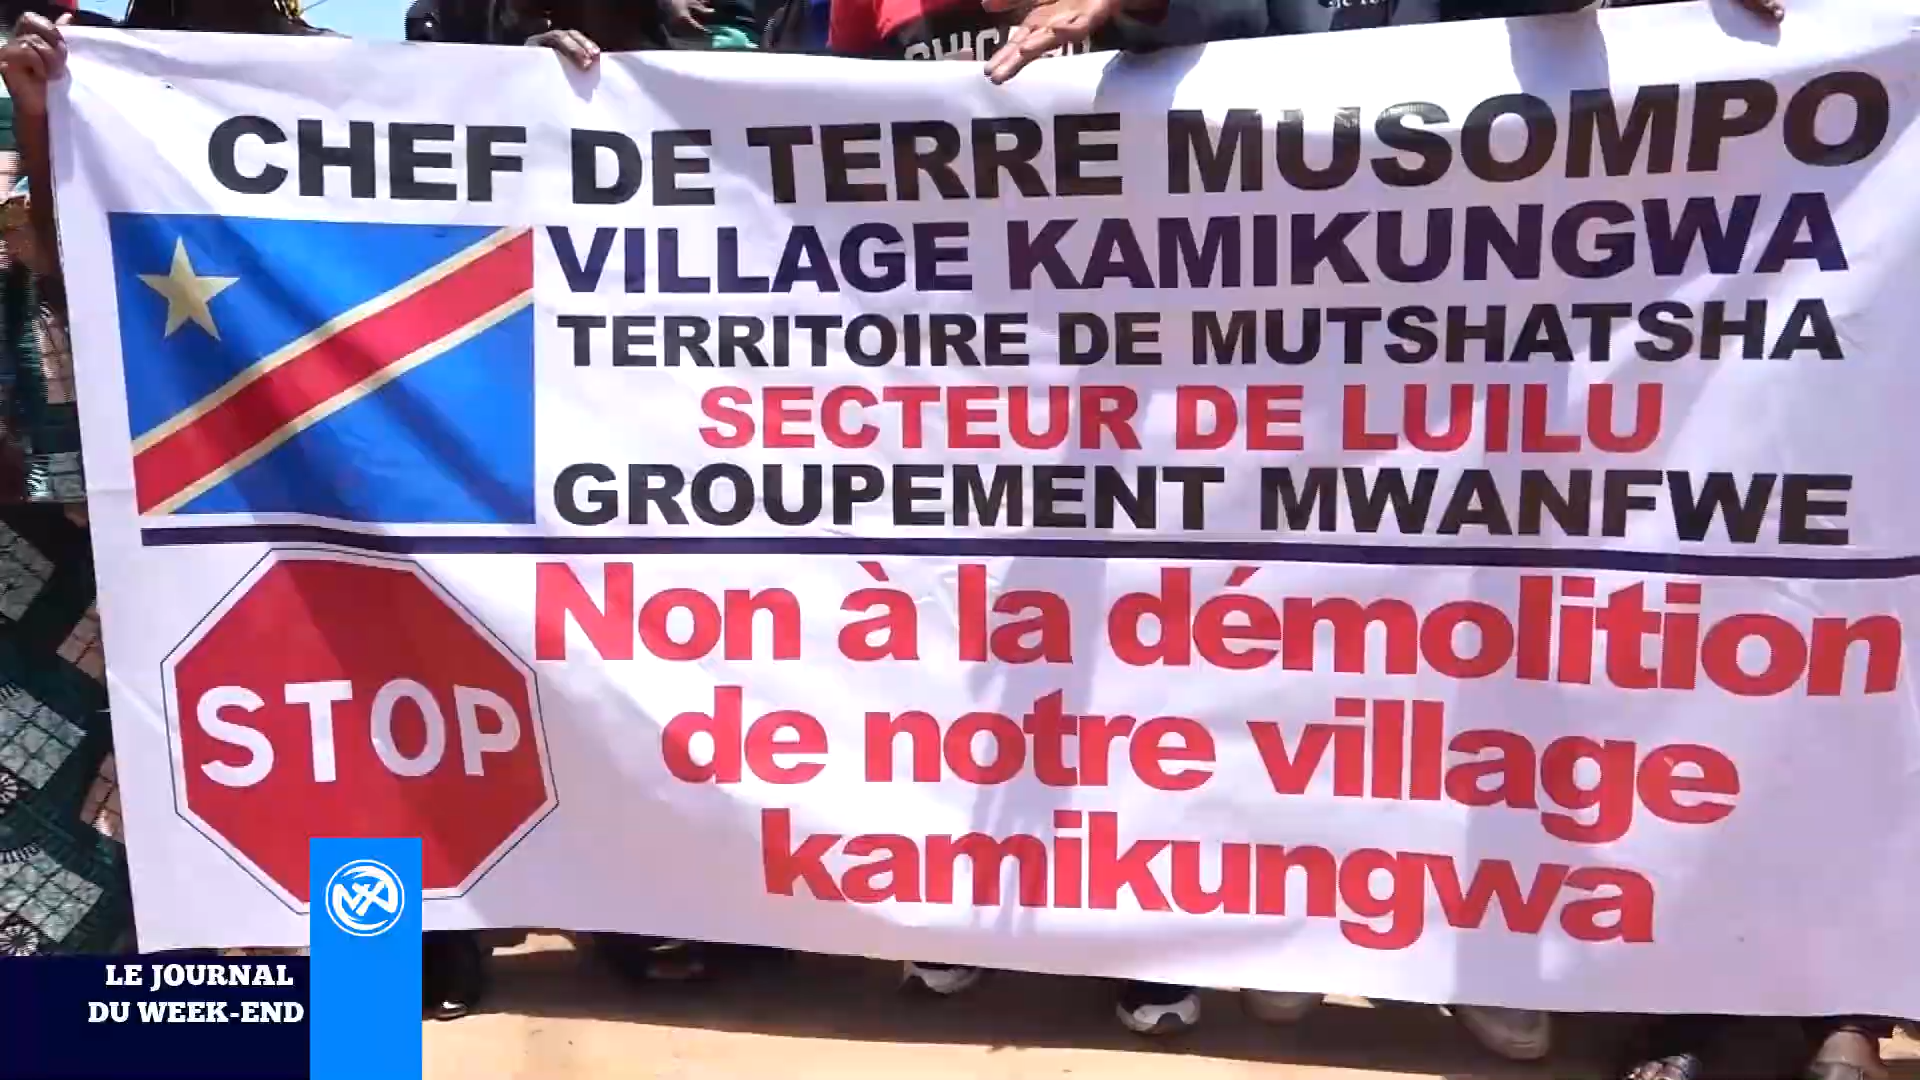 CHEF DE TERRE MUSOMPO
VILLAGE KAMIKUNGWA
TERRITOIRE DE MUTSHATSHA
SECTEUR DE LUILU
GROUPEMENT MWANFWE
STOP
Non à la démolition
de notre village
kamikungwa
LE JOURNAL
DU WEEK-END